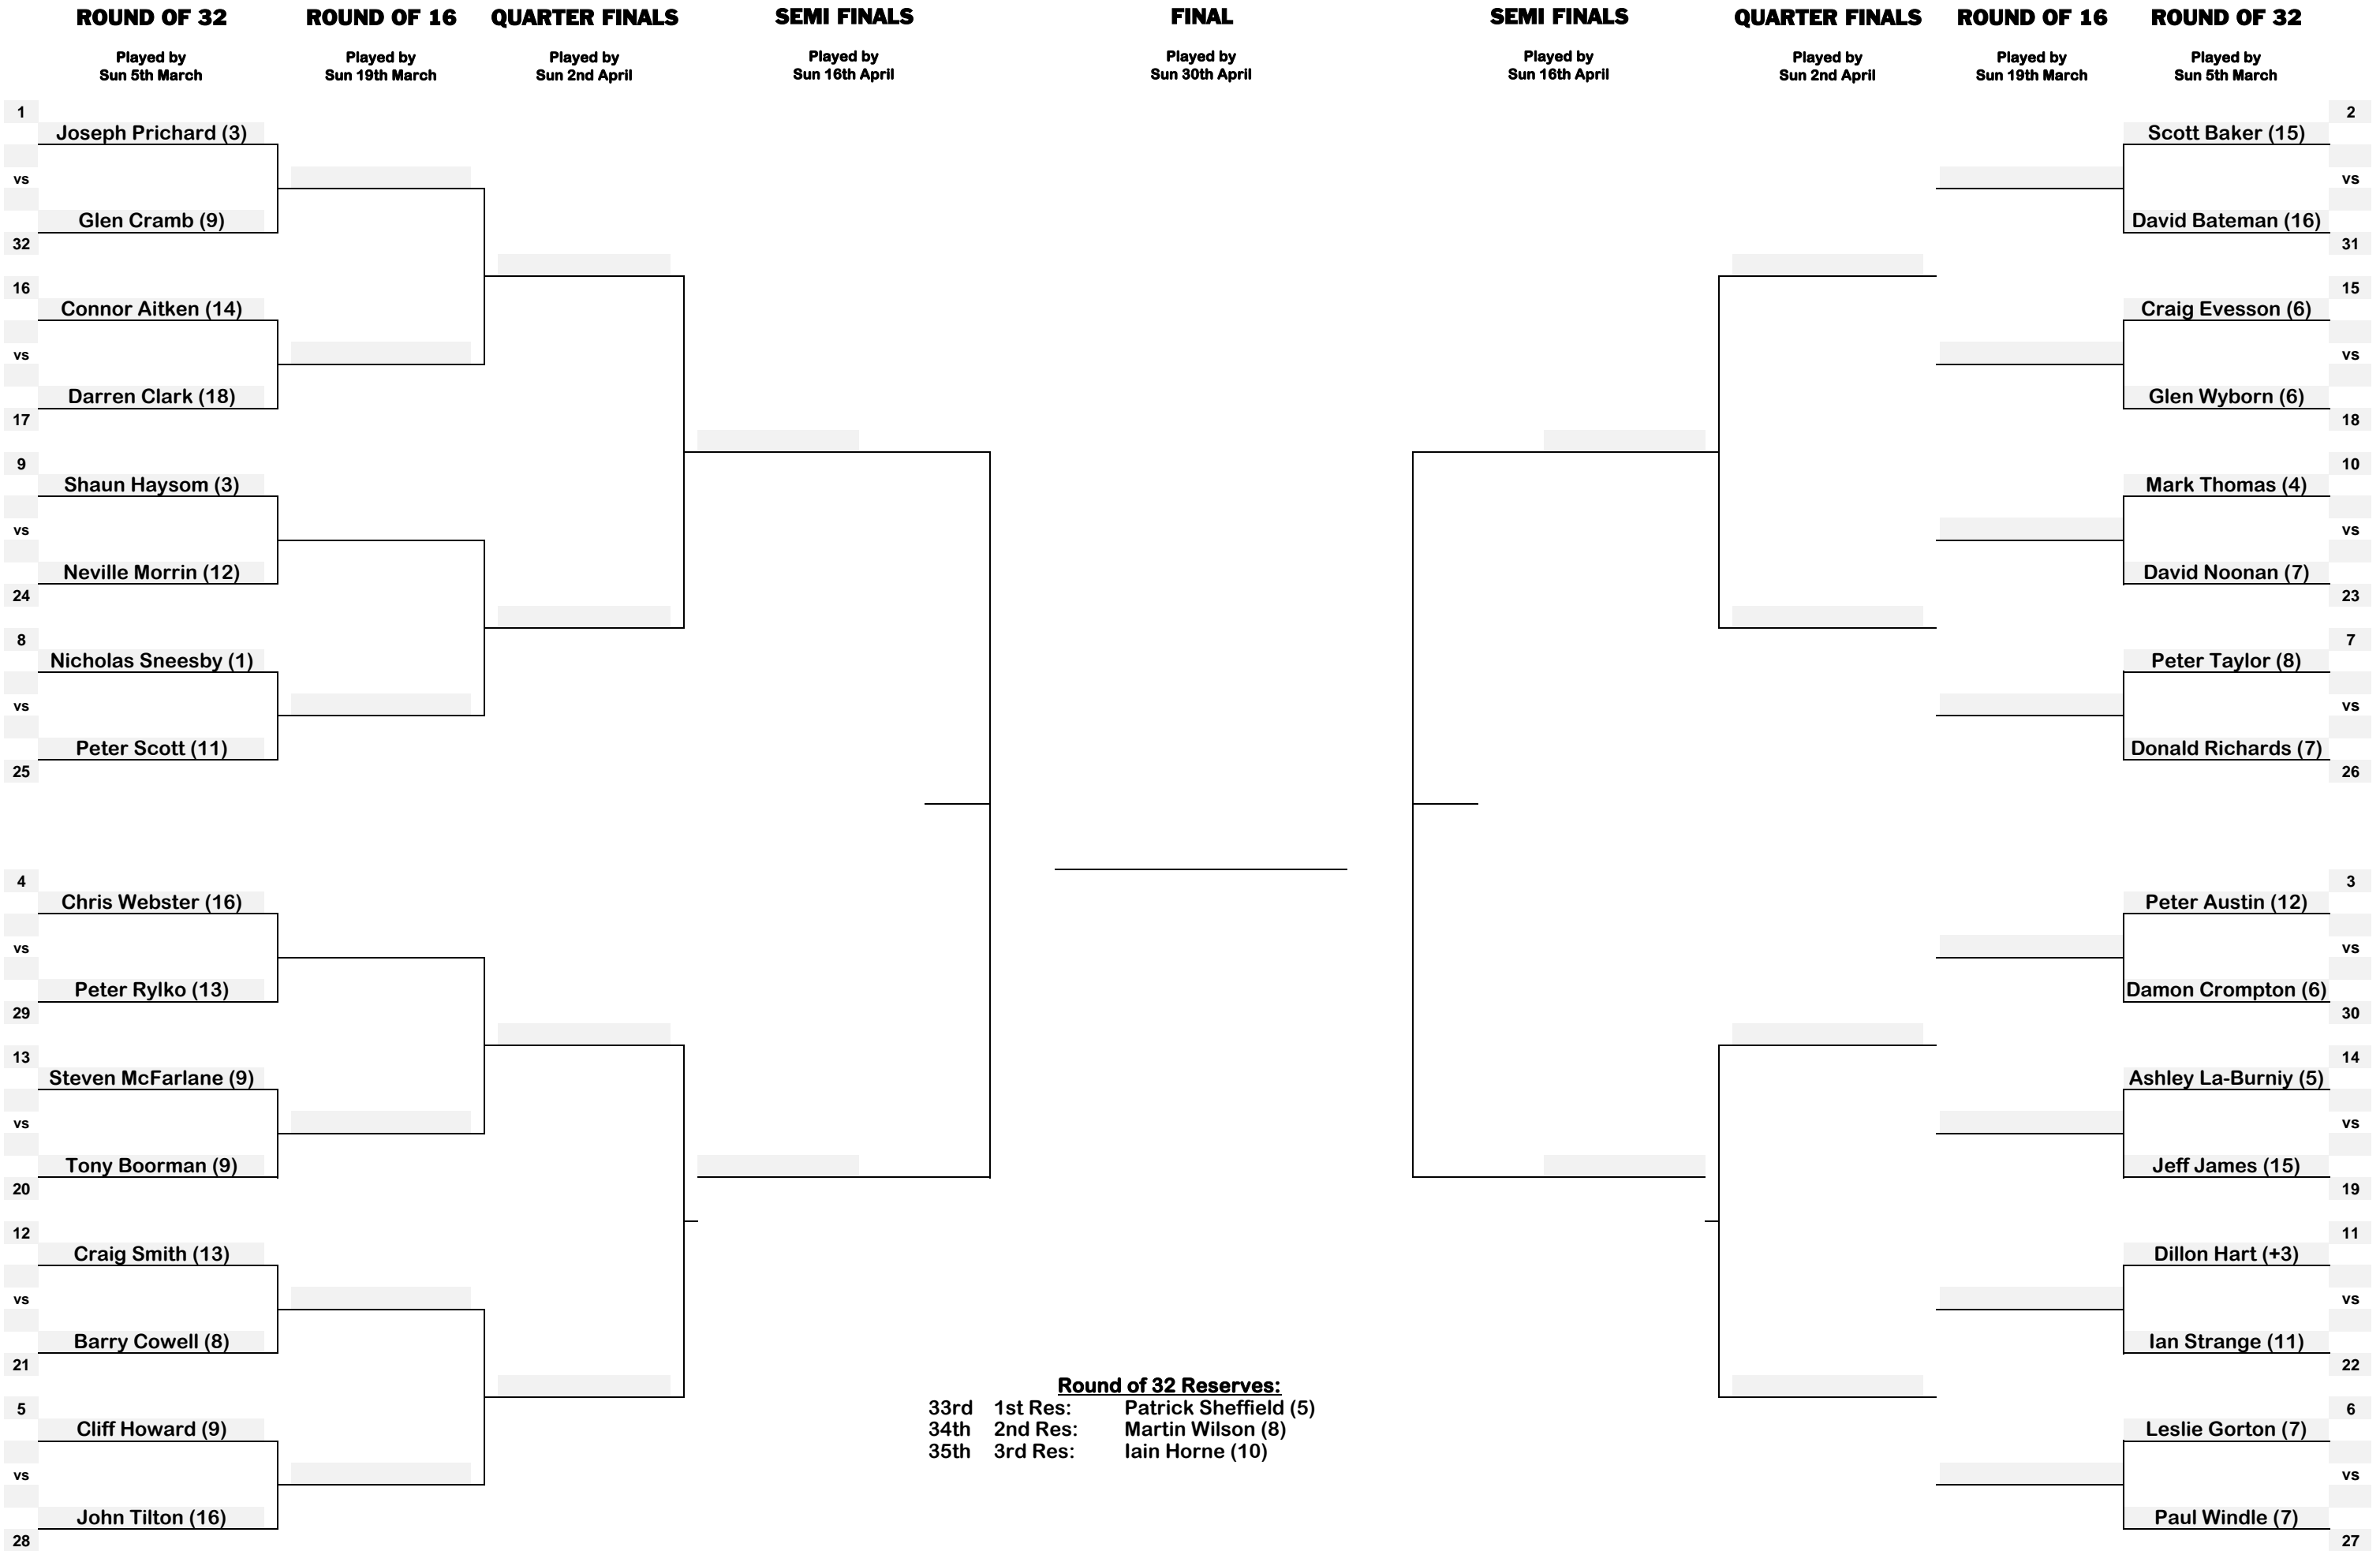 ROUND OF 32
ROUND OF 16
QUARTER FINALS
SEMI FINALS
FINAL
SEMI FINALS
QUARTER FINALS
ROUND OF 16
ROUND OF 32
Played by
Sun 5th March
Played by
Sun 19th March
Played by
Sun 2nd April
Played by
Sun 16th April
Played by
Sun 30th April
Played by
Sun 16th April
Played by
Sun 2nd April
Played by
Sun 19th March
Played by
Sun 5th March
1
Joseph Prichard (3)
vs
Glen Cramb (9)
32
16
Connor Aitken (14)
vs
Darren Clark (18)
17
9
Shaun Haysom (3)
vs
Neville Morrin (12)
24
8
Nicholas Sneesby (1)
vs
Peter Scott (11)
25
4
Chris Webster (16)
vs
Peter Rylko (13)
29
13
Steven McFarlane (9)
vs
Tony Boorman (9)
20
12
Craig Smith (13)
vs
Barry Cowell (8)
21
5
Cliff Howard (9)
vs
John Tilton (16)
28
Round of 32 Reserves:
33rd 1st Res: Patrick Sheffield (5)
34th 2nd Res: Martin Wilson (8)
35th 3rd Res: Iain Horne (10)
2
Scott Baker (15)
vs
David Bateman (16)
31
15
Craig Evesson (6)
vs
Glen Wyborn (6)
18
10
Mark Thomas (4)
vs
David Noonan (7)
23
7
Peter Taylor (8)
vs
Donald Richards (7)
26
3
Peter Austin (12)
vs
Damon Crompton (6)
30
14
Ashley La-Burniy (5)
vs
Jeff James (15)
19
11
Dillon Hart (+3)
vs
Ian Strange (11)
22
6
Leslie Gorton (7)
vs
Paul Windle (7)
27